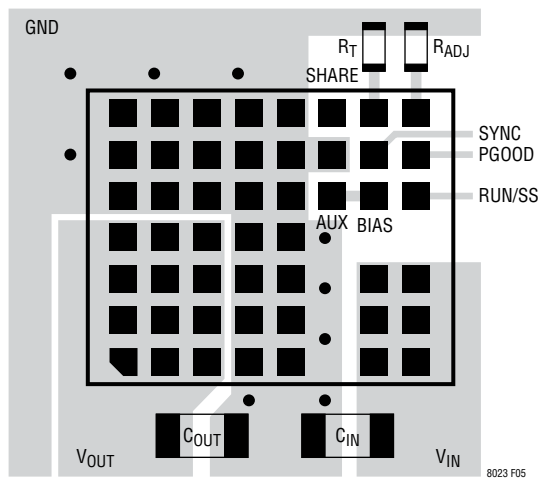 GND
RT
RADJ
SHARE
SYNC
PGOOD
RUN/SS
AUX BIAS
COUT
CIN
VOUT
VIN
8023 F05